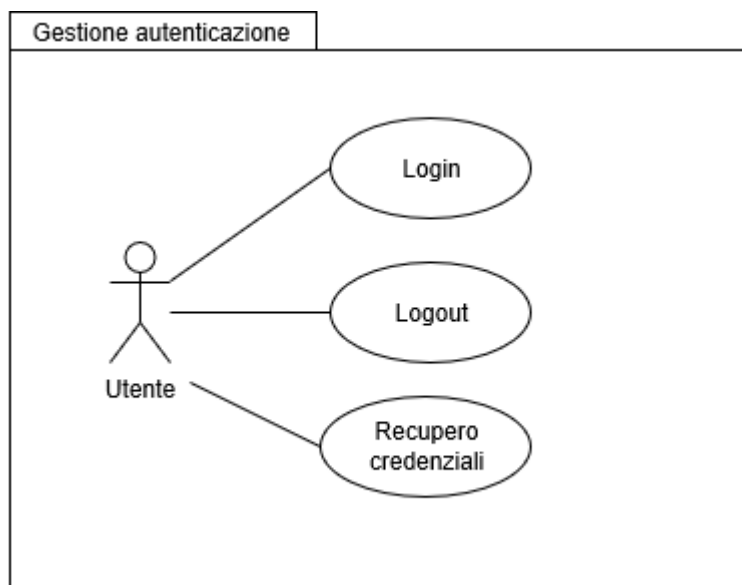 Gestione autenticazione
Login
Logout
Utente
Recupero
credenziali